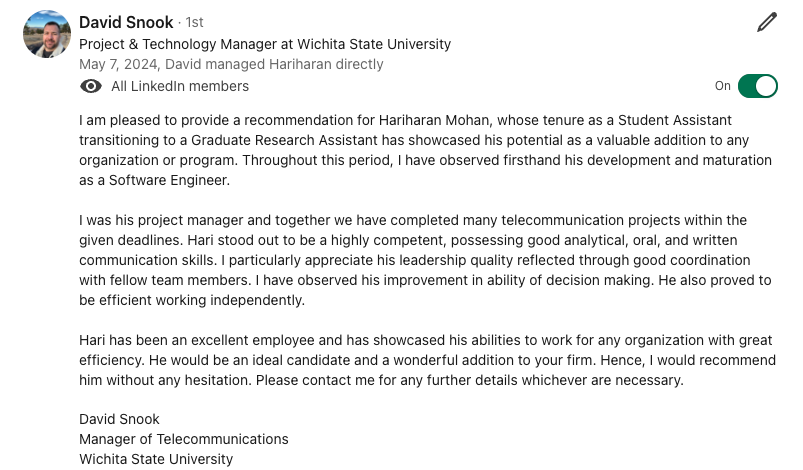 David Snook · 1st
Project & Technology Manager at Wichita State University
May 7, 2024, David managed Hariharan directly
All LinkedIn members
On
I am pleased to provide a recommendation for Hariharan Mohan, whose tenure as a Student Assistant
transitioning to a Graduate Research Assistant has showcased his potential as a valuable addition to any
organization or program. Throughout this period, I have observed firsthand his development and maturation
as a Software Engineer.
I was his project manager and together we have completed many telecommunication projects within the
given deadlines. Hari stood out to be a highly competent, possessing good analytical, oral, and written
communication skills. I particularly appreciate his leadership quality reflected through good coordination
with fellow team members. I have observed his improvement in ability of decision making. He also proved to
be efficient working independently.
Hari has been an excellent employee and has showcased his abilities to work for any organization with great
efficiency. He would be an ideal candidate and a wonderful addition to your firm. Hence, I would recommend
him without any hesitation. Please contact me for any further details whichever are necessary.
David Snook
Manager of Telecommunications
Wichita State University